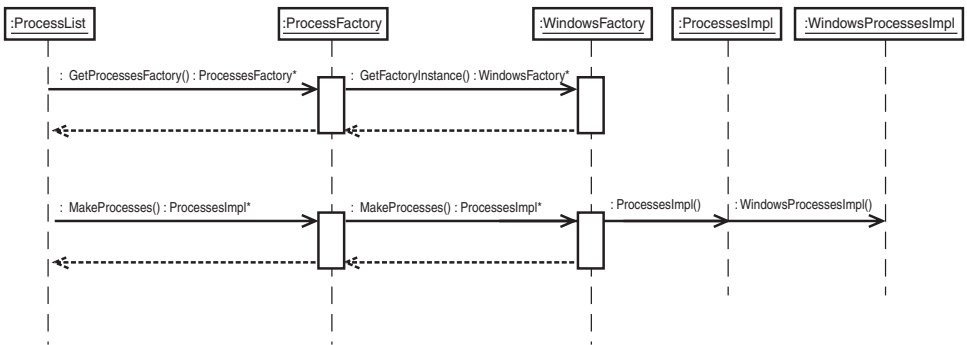 :ProcessList
:ProcessFactory
:WindowsFactory
:ProcessesImpl
:WindowsProcessesImpl
: GetProcessesFactory() : ProcessesFactory*
: GetFactoryInstance() : WindowsFactory*
: MakeProcesses() : ProcessesImpl*
: MakeProcesses() : ProcessesImpl*
: ProcessesImpl()
: WindowsProcessesImpl()